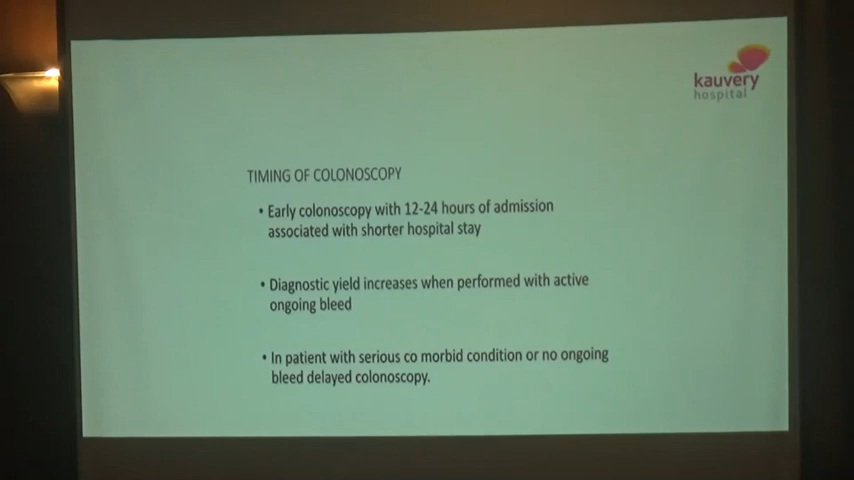 kauvery
hospital
TIMING OF COLONOSCOPY
• Early colonoscopy with 12-24 hours of admission
associated with shorter hospital stay
• Diagnostic yield increases when performed with active
ongoing bleed
• In patient with serious co morbid condition or no ongoing
bleed delayed colonoscopy.